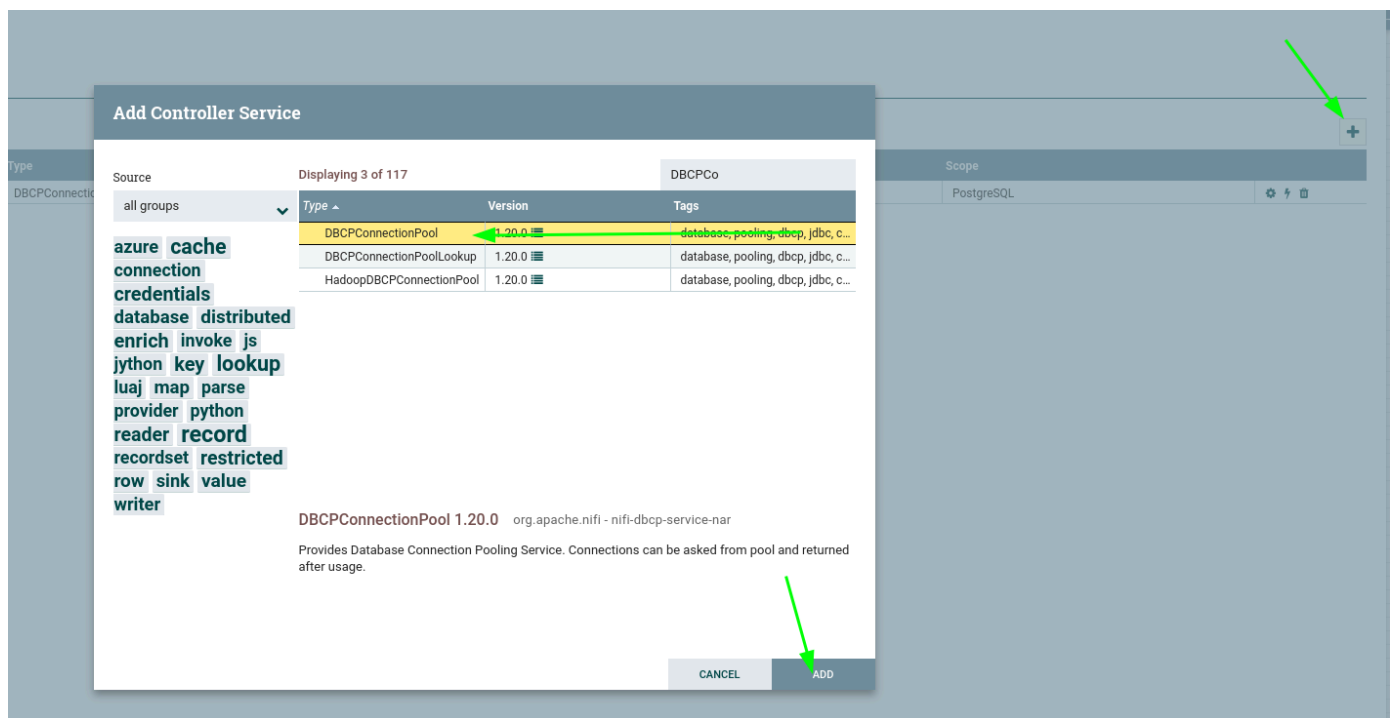 Add Controller Service
Type
Scope
DBCPConnectio
PostgreSQL
Source
Displaying 3 of 117
DBCPCo
all groups
Type
Version
Tags
DBCPConnectionPool
1.20.0
database, pooling, dbcp, jdbc, c...
DBCPConnectionPoolLookup
1.20.0
database, pooling, dbcp, jdbc, c...
HadoopDBCPConnectionPool
1.20.0
database, pooling, dbcp, jdbc, c...
azure cache
connection
credentials
database distributed
enrich invoke js
jython key lookup
luaj map parse
provider python
reader record
recordset restricted
row sink value
writer
DBCPConnectionPool 1.20.0 org.apache.nifi - nifi-dbcp-service-nar
Provides Database Connection Pooling Service. Connections can be asked from pool and returned
after usage.
CANCEL
ADD